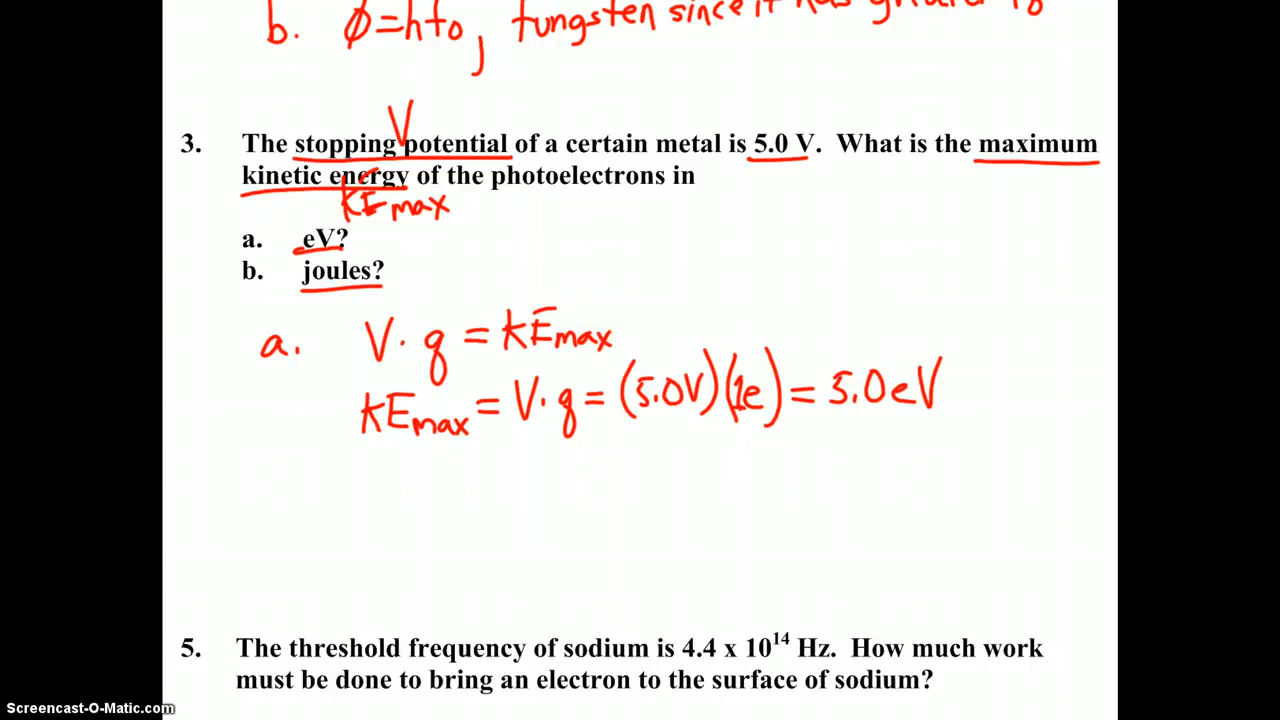 b. ϕ=hf₀, tungsten since it has greater f₀
3. The stopping potential of a certain metal is 5.0 V. What is the maximum
V
kinetic energy of the photoelectrons in
KEmax
a. eV?
b. joules?
a. V·q = KEmax
KEmax = V·q = (5.0V)(1e) = 5.0eV
5. The threshold frequency of sodium is 4.4 x 10¹⁴ Hz. How much work
must be done to bring an electron to the surface of sodium?
Screencast-O-Matic.com